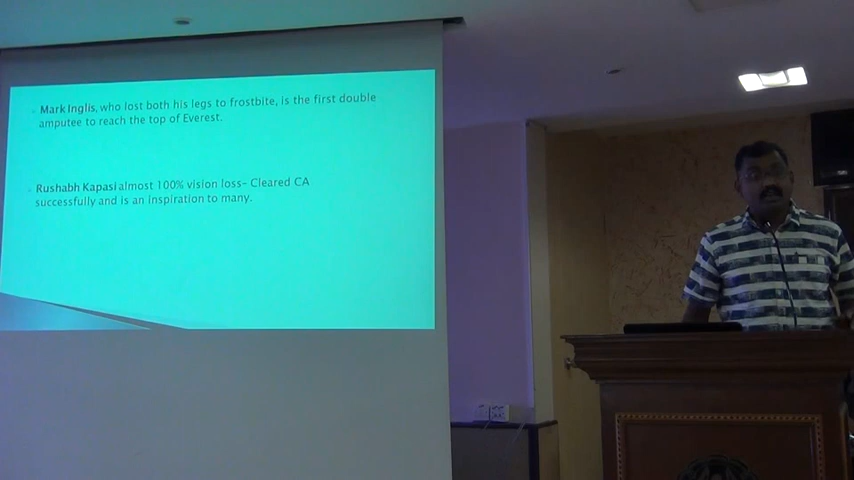 Mark Inglis, who lost both his legs to frostbite, is the first double
amputee to reach the top of Everest.
Rushabh Kapasi almost 100% vision loss- Cleared CA
successfully and is an inspiration to many.